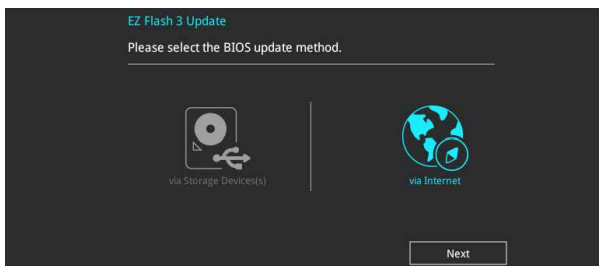 EZ Flash 3 Update
Please select the BIOS update method.
via Storage Devices(s)
via Internet
Next